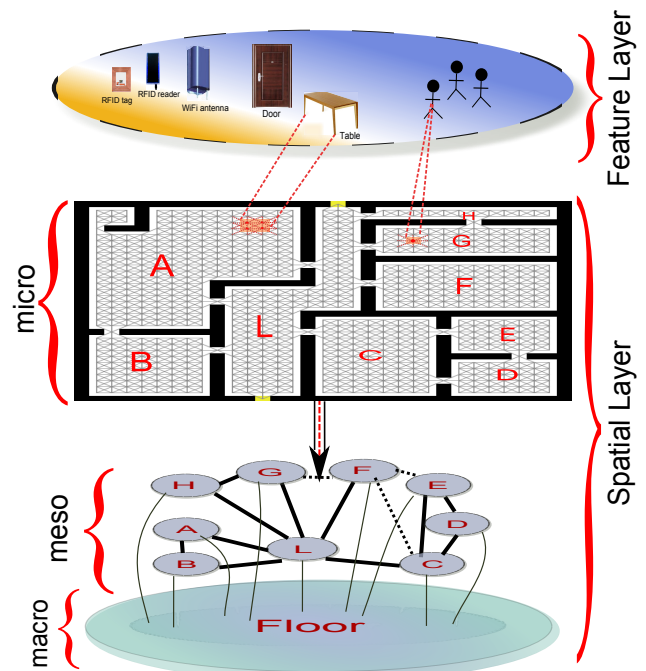 Feature Layer
RFID tag
RFID reader
WiFi antenna
Door
Table
micro
A
H
G
F
L
E
B
C
D
Spatial Layer
meso
H
G
F
E
A
D
L
B
C
macro
Floor